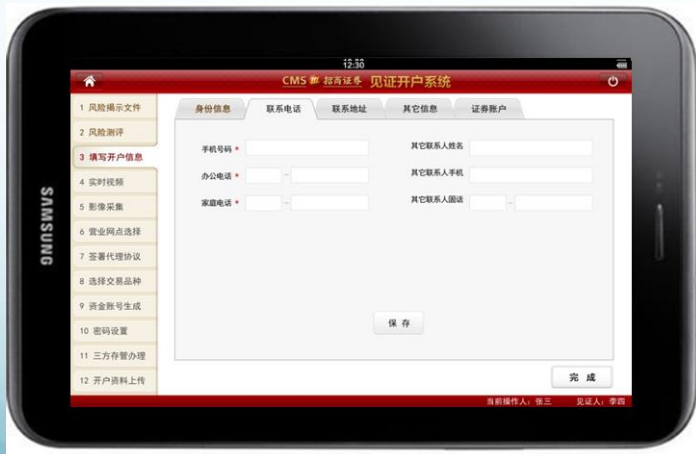 SAMSUNG
12:30
CMS 招商证券 见证开户系统
1 风险揭示文件
2 风险测评
3 填写开户信息
4 实时视频
5 影像采集
6 营业网点选择
7 签署代理协议
8 选择交易品种
9 资金账号生成
10 密码设置
11 三方存管办理
12 开户资料上传
身份信息 联系电话 联系地址 其它信息 证券账户
手机号码 * 其它联系人姓名
办公电话 * - 其它联系人手机
家庭电话 * - 其它联系人固话 -
保存
完成
当前操作人：张三 见证人：李四